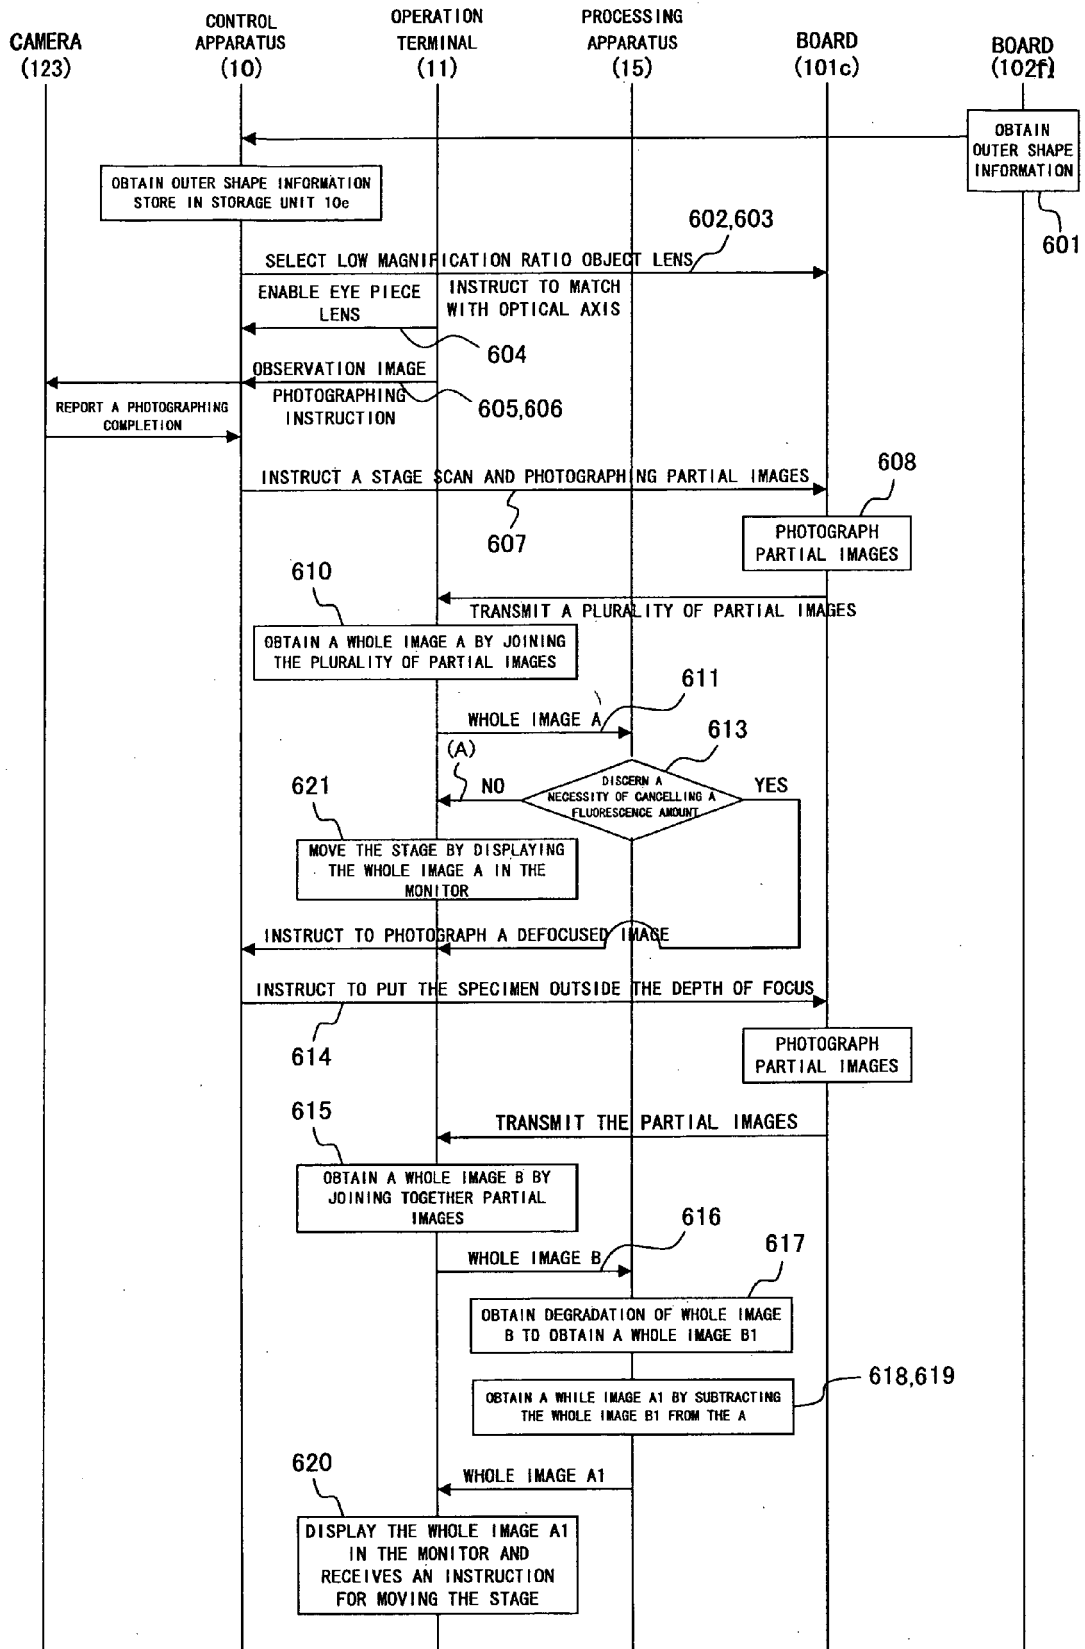 CAMERA
(123)
CONTROL
APPARATUS
(10)
OPERATION
TERMINAL
(11)
PROCESSING
APPARATUS
(15)
BOARD
(101c)
BOARD
(102f)
OBTAIN
OUTER SHAPE
INFORMATION
601
OBTAIN OUTER SHAPE INFORMATION
STORE IN STORAGE UNIT 10e
602,603
SELECT LOW MAGNIFICATION RATIO OBJECT LENS
INSTRUCT TO MATCH
WITH OPTICAL AXIS
ENABLE EYE PIECE
LENS
604
OBSERVATION IMAGE
PHOTOGRAPHING
INSTRUCTION
605,606
REPORT A PHOTOGRAPHING
COMPLETION
INSTRUCT A STAGE SCAN AND PHOTOGRAPHING PARTIAL IMAGES
607
608
PHOTOGRAPH
PARTIAL IMAGES
TRANSMIT A PLURALITY OF PARTIAL IMAGES
610
OBTAIN A WHOLE IMAGE A BY JOINING
THE PLURALITY OF PARTIAL IMAGES
611
WHOLE IMAGE A
613
(A)
NO
DISCERN A
NECESSITY OF CANCELLING A
FLUORESCENCE AMOUNT
YES
621
MOVE THE STAGE BY DISPLAYING
THE WHOLE IMAGE A IN THE
MONITOR
INSTRUCT TO PHOTOGRAPH A DEFOCUSED IMAGE
INSTRUCT TO PUT THE SPECIMEN OUTSIDE THE DEPTH OF FOCUS
614
PHOTOGRAPH
PARTIAL IMAGES
615
TRANSMIT THE PARTIAL IMAGES
OBTAIN A WHOLE IMAGE B BY
JOINING TOGETHER PARTIAL
IMAGES
616
WHOLE IMAGE B
617
OBTAIN DEGRADATION OF WHOLE IMAGE
B TO OBTAIN A WHOLE IMAGE B1
618,619
OBTAIN A WHILE IMAGE A1 BY SUBTRACTING
THE WHOLE IMAGE B1 FROM THE A
620
WHOLE IMAGE A1
DISPLAY THE WHOLE IMAGE A1
IN THE MONITOR AND
RECEIVES AN INSTRUCTION
FOR MOVING THE STAGE